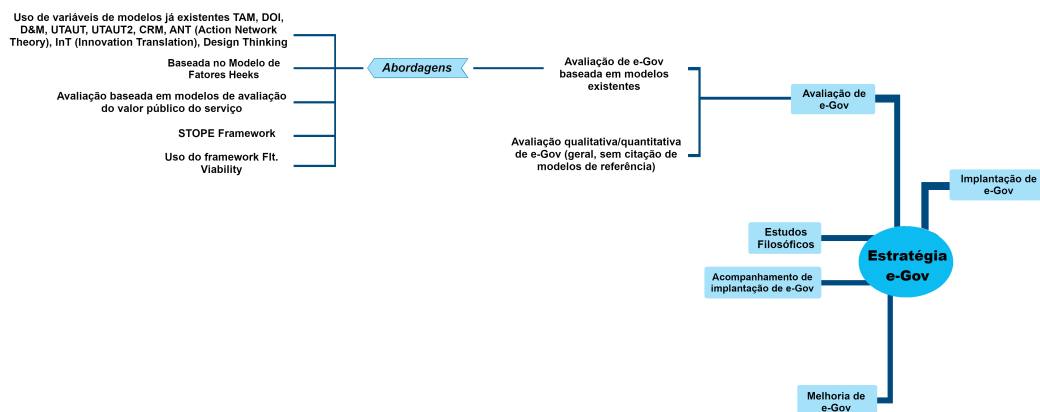 Uso de variáveis de modelos já existentes TAM, DOI,
D&M, UTAUT, UTAUT2, CRM, ANT (Action Network
Theory), InT (Innovation Translation), Design Thinking
Baseada no Modelo de
Fatores Heeks
Avaliação baseada em modelos de avaliação
do valor público do serviço
STOPE Framework
Uso do framework FIt.
Viability
Abordagens
Avaliação de e-Gov
baseada em modelos
existentes
Avaliação qualitativa/quantitativa
de e-Gov (geral, sem citação de
modelos de referência)
Avaliação de
e-Gov
Implantação de
e-Gov
Estudos
Filosóficos
Acompanhamento de
implantação de e-Gov
Estratégia
e-Gov
Melhoria de
e-Gov